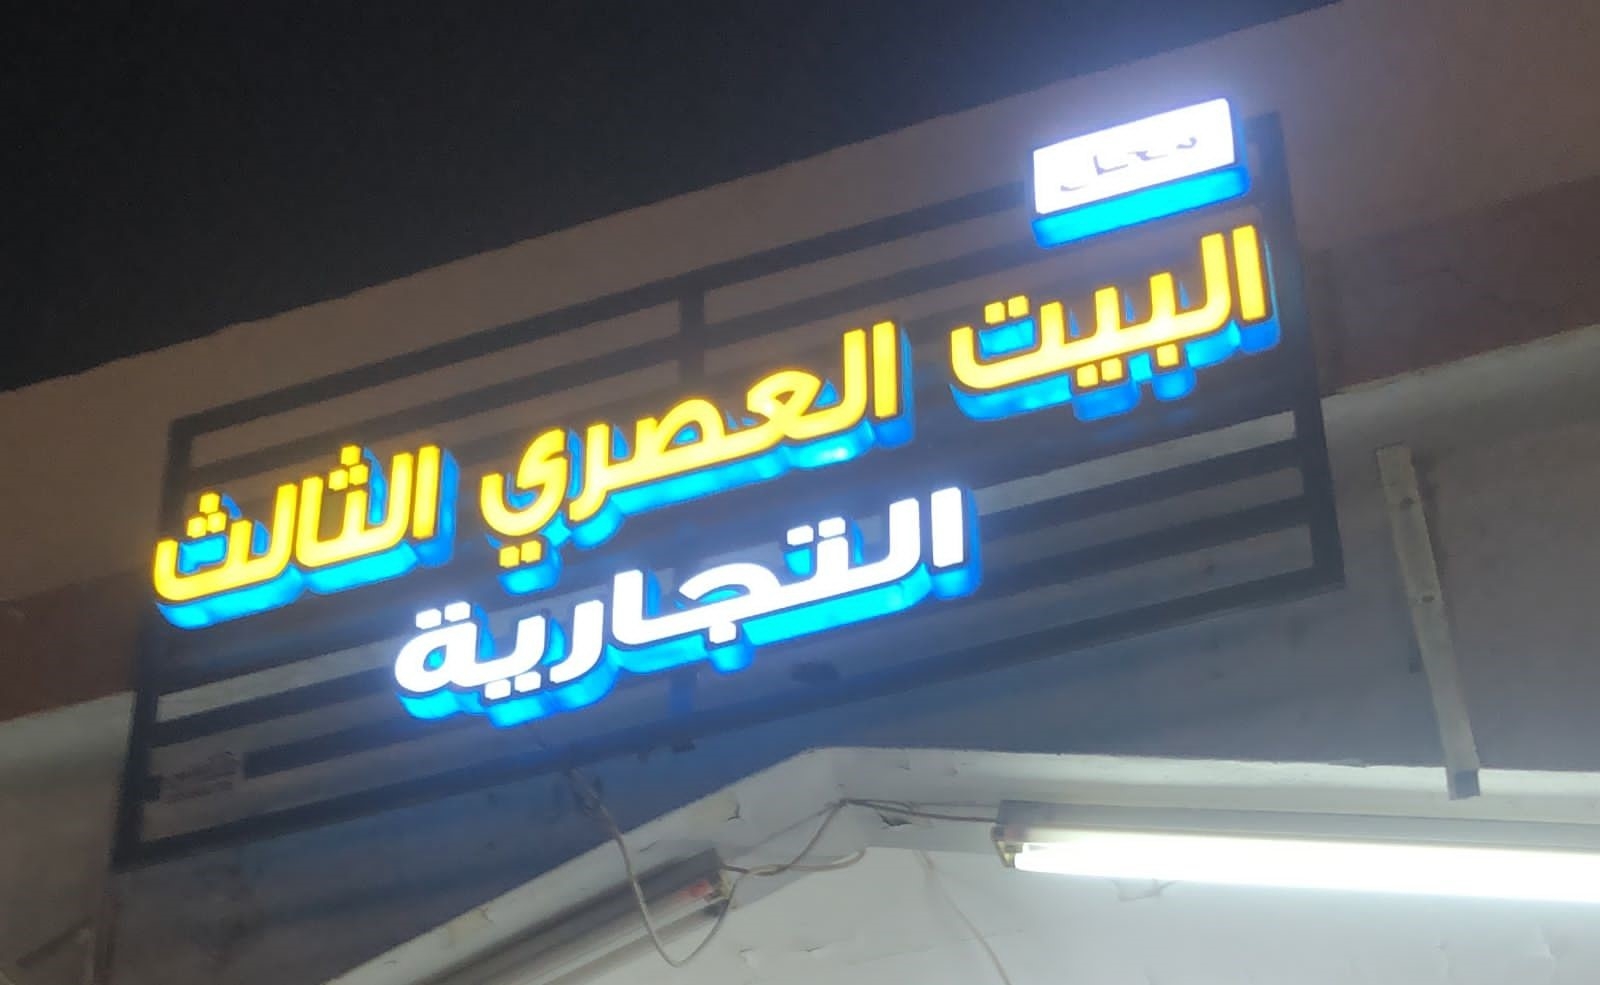 محل
البيت العصري الثالث
التجارية